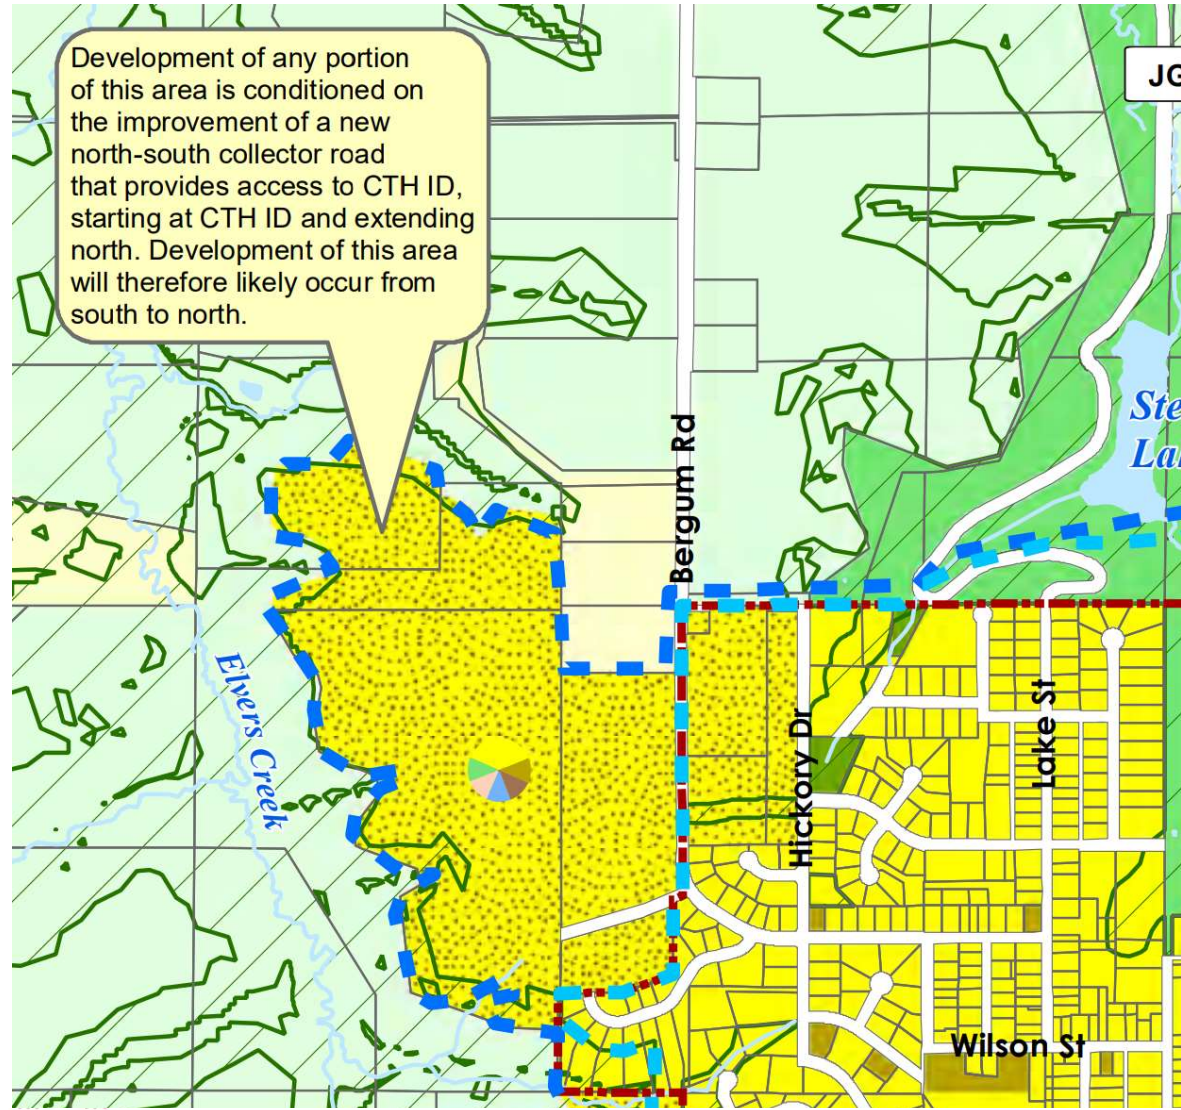 Development of any portion
of this area is conditioned on
the improvement of a new
north-south collector road
that provides access to CTH ID,
starting at CTH ID and extending
north. Development of this area
will therefore likely occur from
south to north.
JG
Ste
La
Bergum Rd
Elvers Creek
Hickory Dr
Lake St
Wilson St